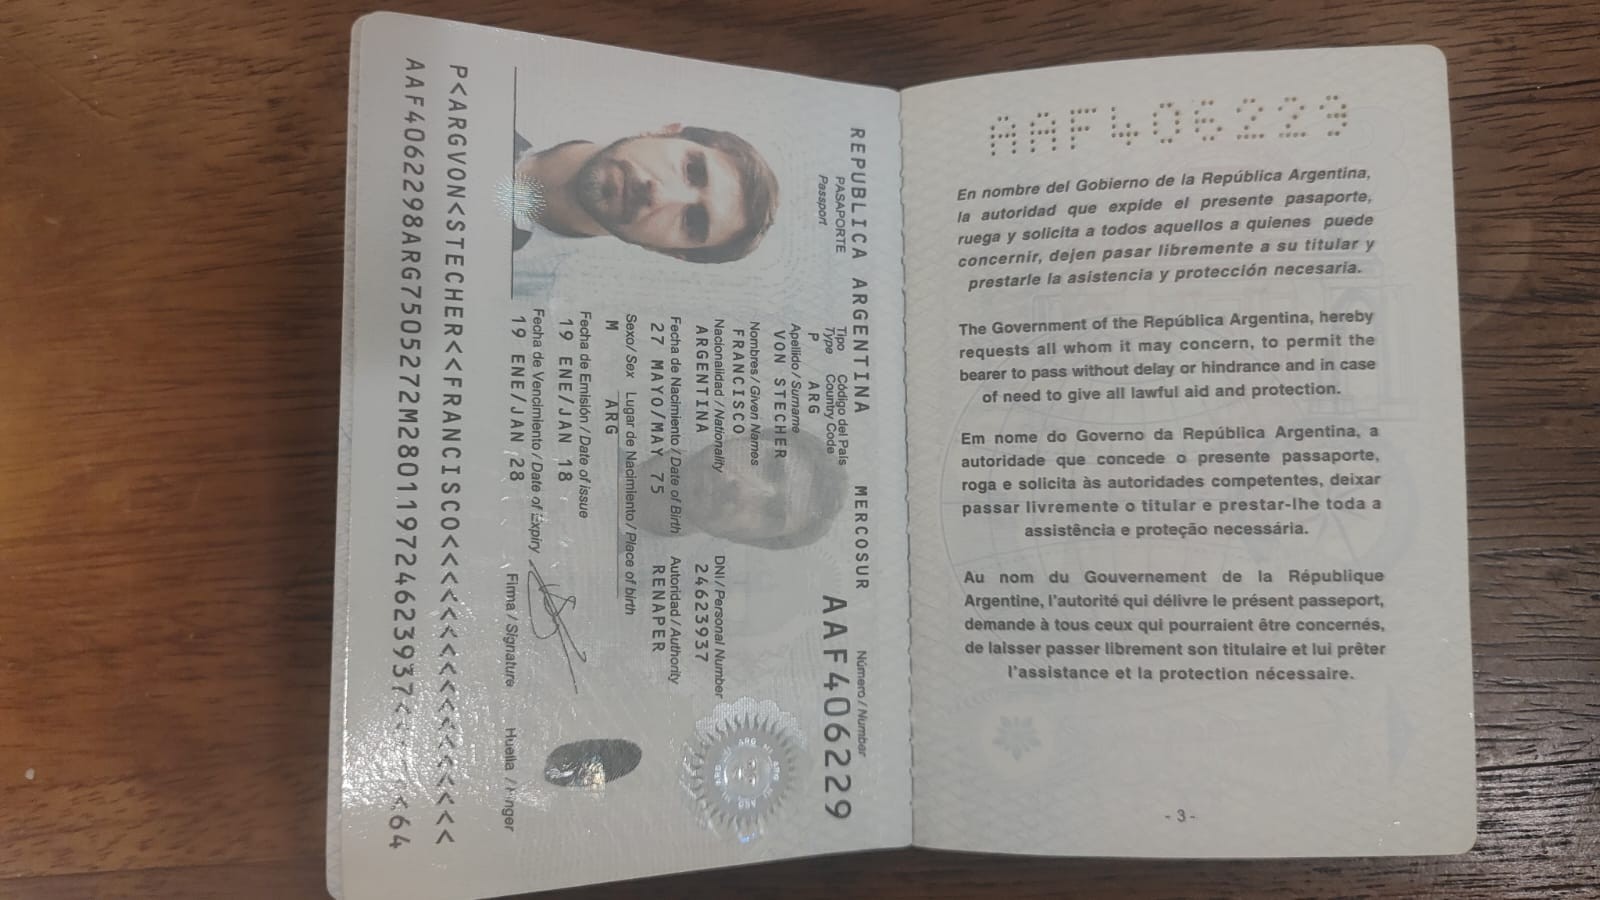 REPUBLICA ARGENTINA MERCOSUR
PASAPORTE
Passport
Tipo Código del País Número / Number
Type Country Code
P ARG AAF406229
Apellido / Surname
VON STECHER
Nombres / Given Names
FRANCISCO
Nacionalidad / Nationality DNI / Personal Number
ARGENTINA 24623937
Fecha de Nacimiento / Date of Birth Autoridad / Authority
27 MAYO/MAY 75 RENAPER
Sexo / Sex Lugar de Nacimiento / Place of birth
M ARG
Fecha de Emisión / Date of issue
19 ENE/JAN 18
Fecha de Vencimiento / Date of Expiry Firma / Signature Huella
19 ENE/JAN 28
P<ARGVON<STECHER<<FRANCISCO<<<<<<<<<<<<<<<<<
AAF4062298ARG7505272M280119724623937<<
<64
AAF406229
En nombre del Gobierno de la República Argentina,
la autoridad que expide el presente pasaporte,
ruega y solicita a todos aquellos a quienes puede
concernir, dejen pasar libremente a su titular y
prestarle la asistencia y protección necesaria.
The Government of the República Argentina, hereby
requests all whom it may concern, to permit the
bearer to pass without delay or hindrance and in case
of need to give all lawful aid and protection.
Em nome do Governo da República Argentina, a
autoridade que concede o presente passaporte,
roga e solicita às autoridades competentes, deixar
passar livremente o titular e prestar-lhe toda a
assistência e proteção necessária.
Au nom du Gouvernement de la République
Argentine, l'autorité qui délivre le présent passeport,
demande à tous ceux qui pourraient être concernés,
de laisser passer librement son titulaire et lui prêter
l'assistance et la protection nécessaire.
- 3 -